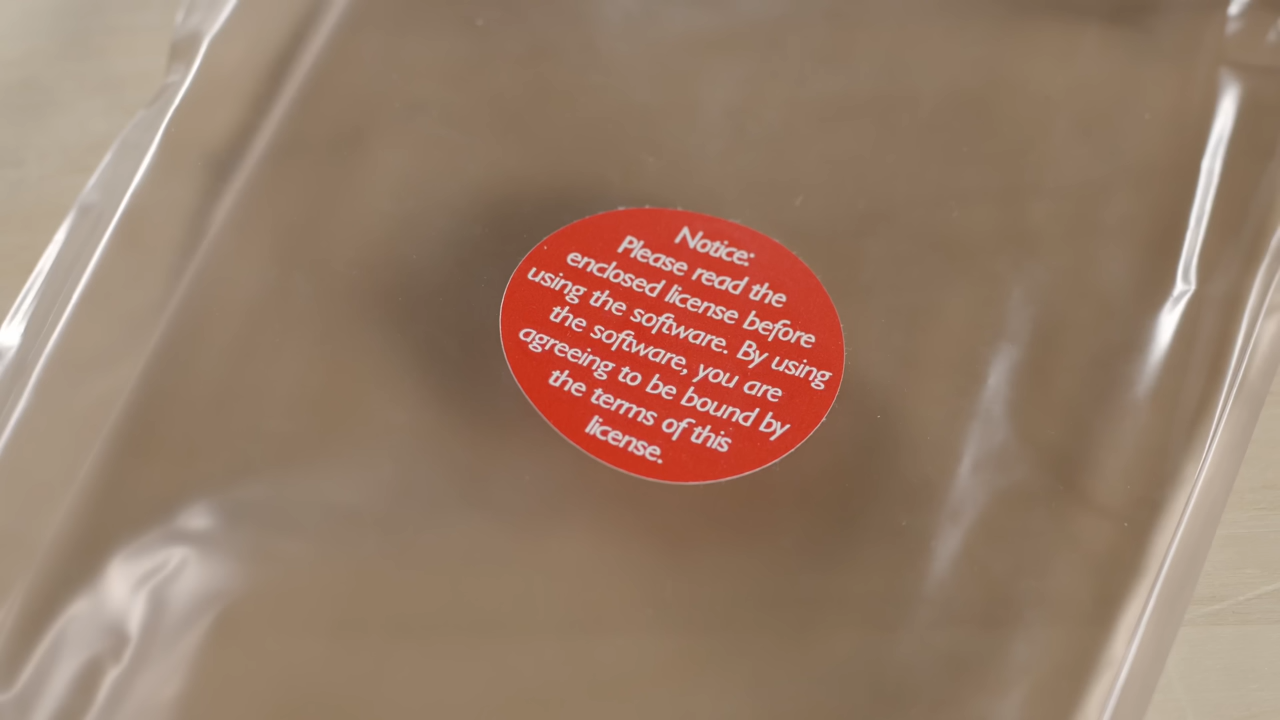 Notice:
Please read the
enclosed license before
using the software. By using
the software, you are
agreeing to be bound by
the terms of this
license.